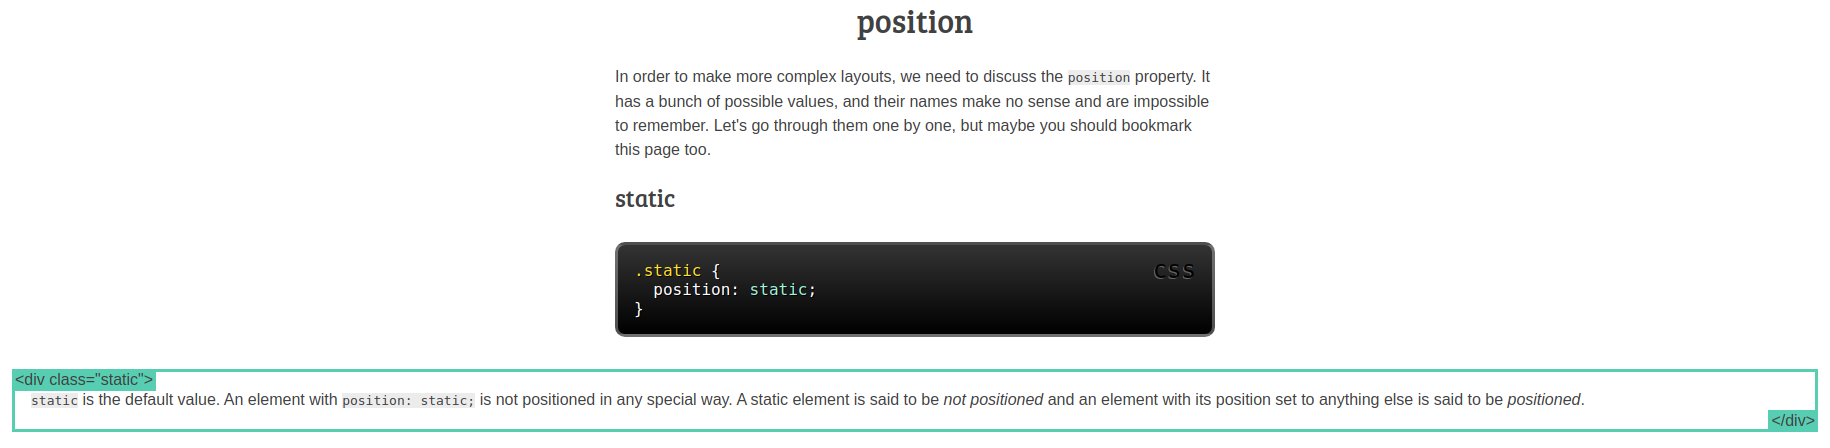 position
In order to make more complex layouts, we need to discuss the position property. It
has a bunch of possible values, and their names make no sense and are impossible
to remember. Let's go through them one by one, but maybe you should bookmark
this page too.
static
CSS
.static {
  position: static;
}
<div class="static">
static is the default value. An element with position: static; is not positioned in any special way. A static element is said to be not positioned and an element with its position set to anything else is said to be positioned.
</div>